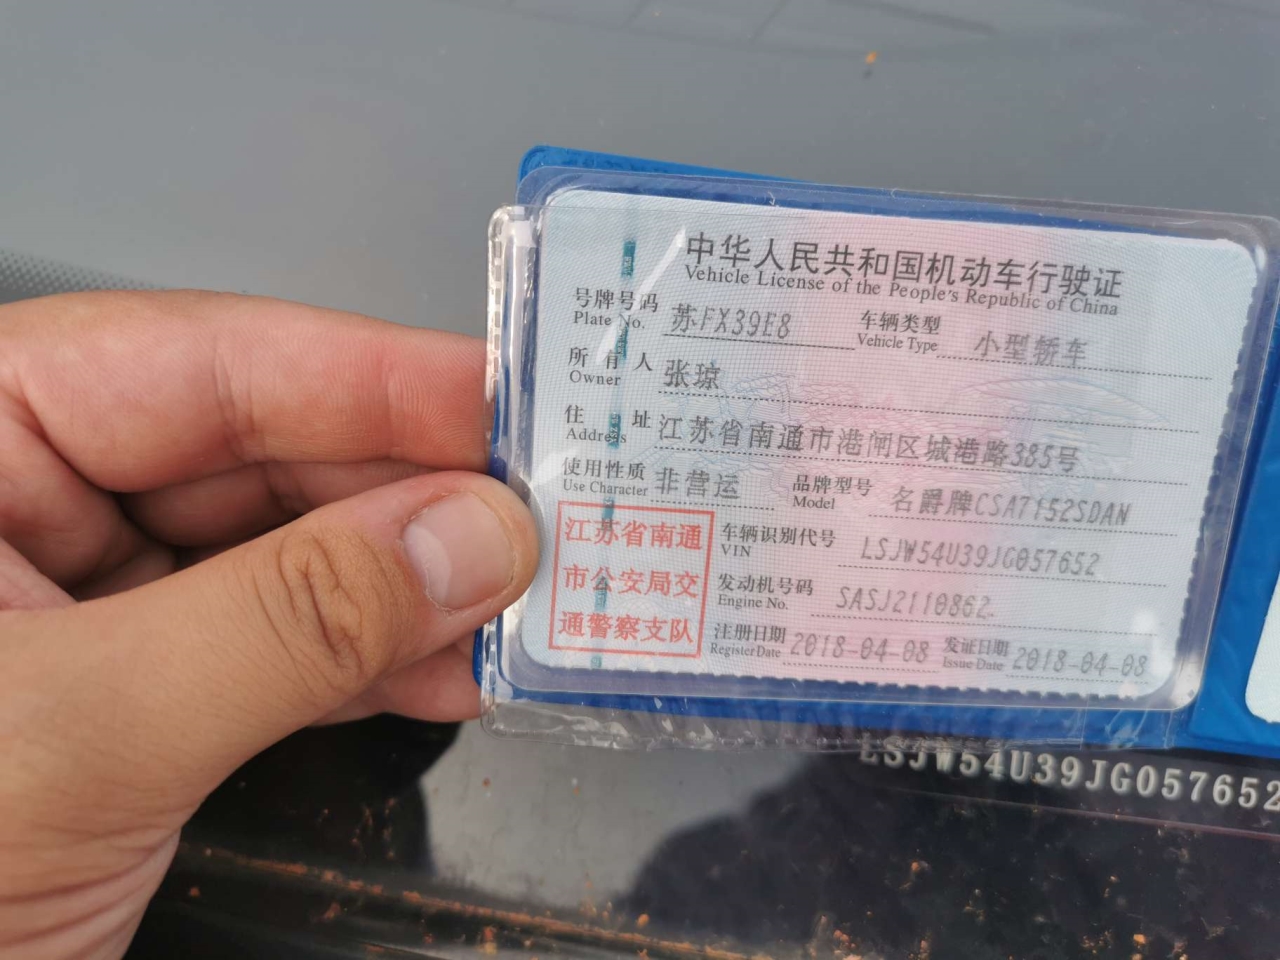 中华人民共和国机动车行驶证
Vehicle License of the People's Republic of China
号牌号码 苏FX39E8 车辆类型 小型轿车
Plate No. Vehicle Type
所有人 张琼
Owner
住址 江苏省南通市港闸区城港路385号
Address
使用性质 非营运 品牌型号 名爵牌CSA7152SDAN
Use Character Model
江苏省南通
市公安局交
通警察支队
车辆识别代号 LSJW54U39JG057652
VIN
发动机号码 SASJ2110862
Engine No.
注册日期 2018-04-08 发证日期 2018-04-08
Register Date Issue Date
LSJW54U39JG057652